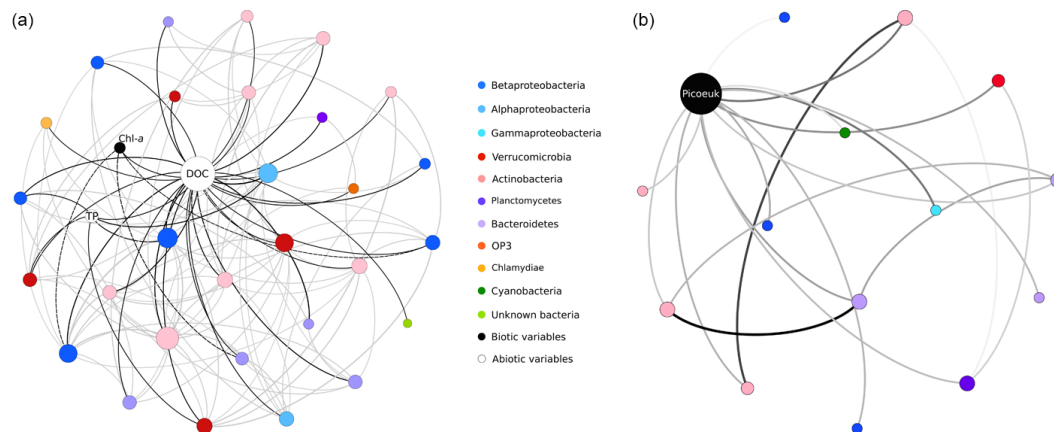 (a)
Chl-a
DOC
TP
Betaproteobacteria
Alphaproteobacteria
Gammaproteobacteria
Verrucomicrobia
Actinobacteria
Planctomycetes
Bacteroidetes
OP3
Chlamydiae
Cyanobacteria
Unknown bacteria
Biotic variables
Abiotic variables
(b)
Picoeuk